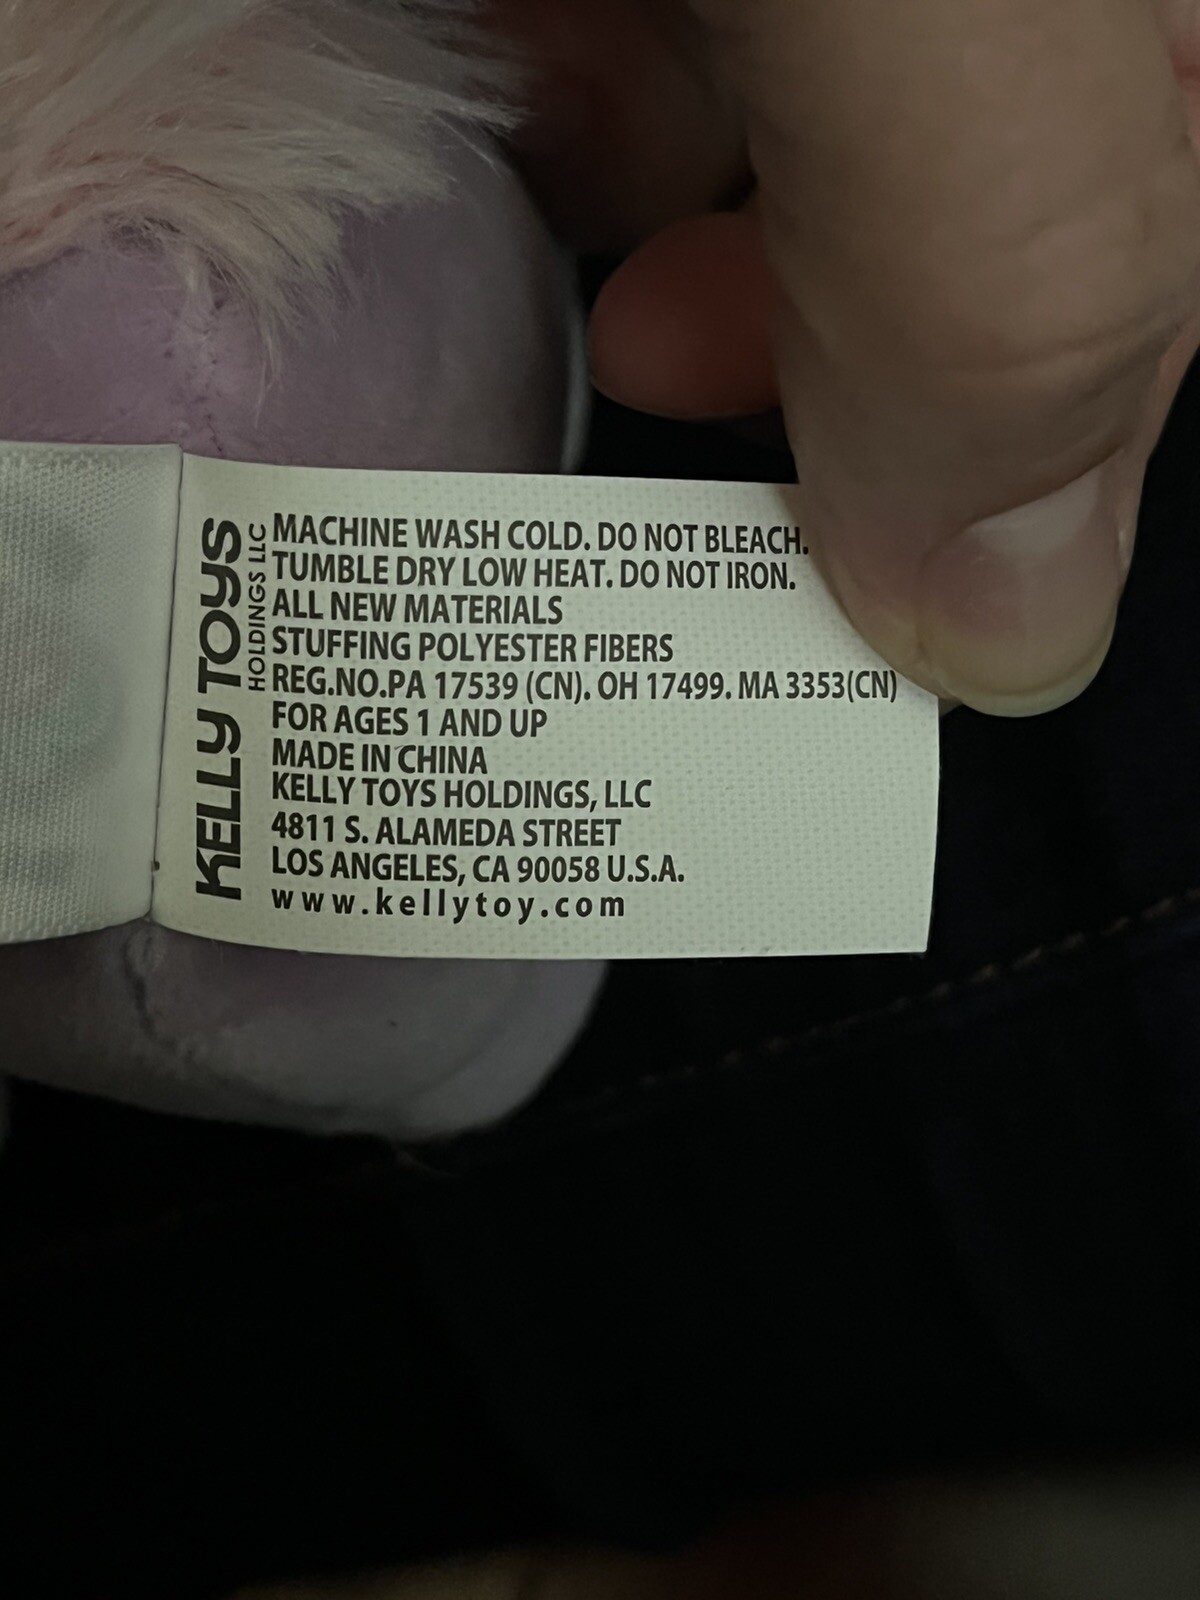 KELLY TOYS
HOLDINGS LLC
MACHINE WASH COLD. DO NOT BLEACH.
TUMBLE DRY LOW HEAT. DO NOT IRON.
ALL NEW MATERIALS
STUFFING POLYESTER FIBERS
REG.NO.PA 17539 (CN). OH 17499. MA 3353(CN)
FOR AGES 1 AND UP
MADE IN CHINA
KELLY TOYS HOLDINGS, LLC
4811 S. ALAMEDA STREET
LOS ANGELES, CA 90058 U.S.A.
www.kellytoy.com